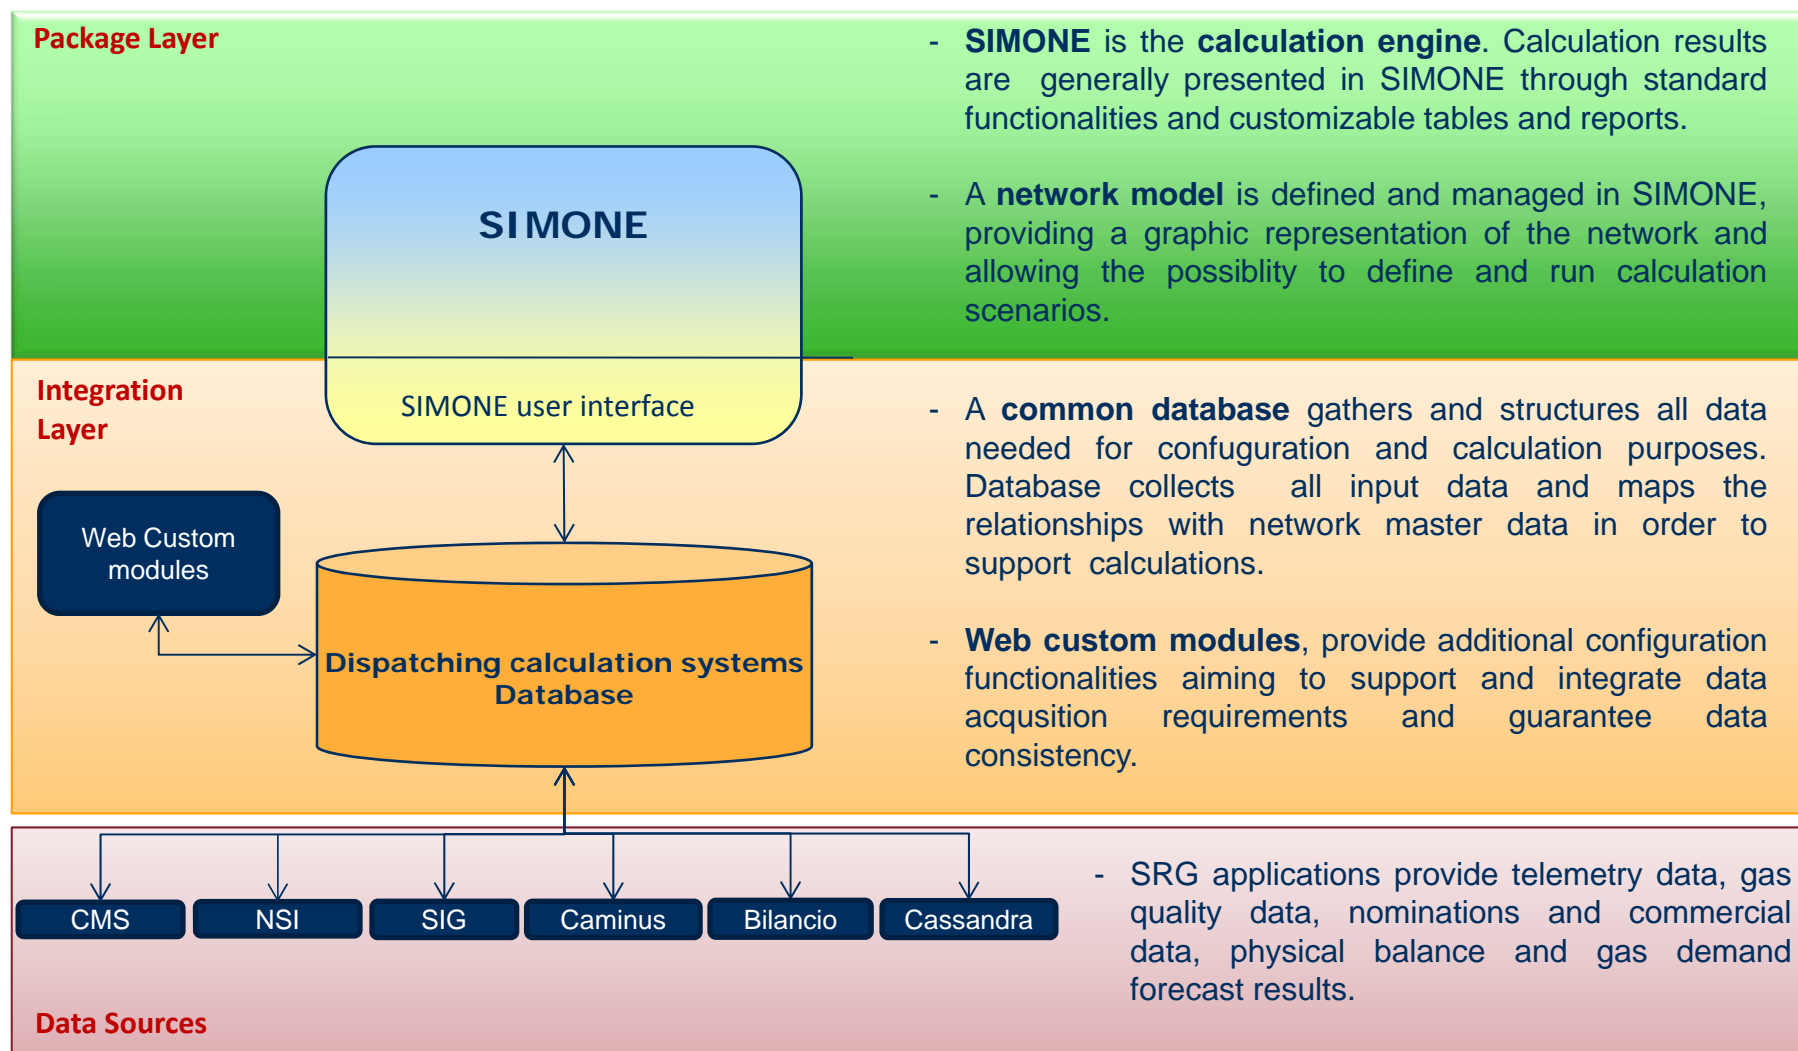 Package Layer
SIMONE
SIMONE user interface
- SIMONE is the calculation engine. Calculation results
are generally presented in SIMONE through standard
functionalities and customizable tables and reports.
- A network model is defined and managed in SIMONE,
providing a graphic representation of the network and
allowing the possiblity to define and run calculation
scenarios.
Integration
Layer
Web Custom
modules
Dispatching calculation systems
Database
- A common database gathers and structures all data
needed for confuguration and calculation purposes.
Database collects all input data and maps the
relationships with network master data in order to
support calculations.
- Web custom modules, provide additional configuration
functionalities aiming to support and integrate data
acqusition requirements and guarantee data
consistency.
CMS
NSI
SIG
Caminus
Bilancio
Cassandra
- SRG applications provide telemetry data, gas
quality data, nominations and commercial
data, physical balance and gas demand
forecast results.
Data Sources